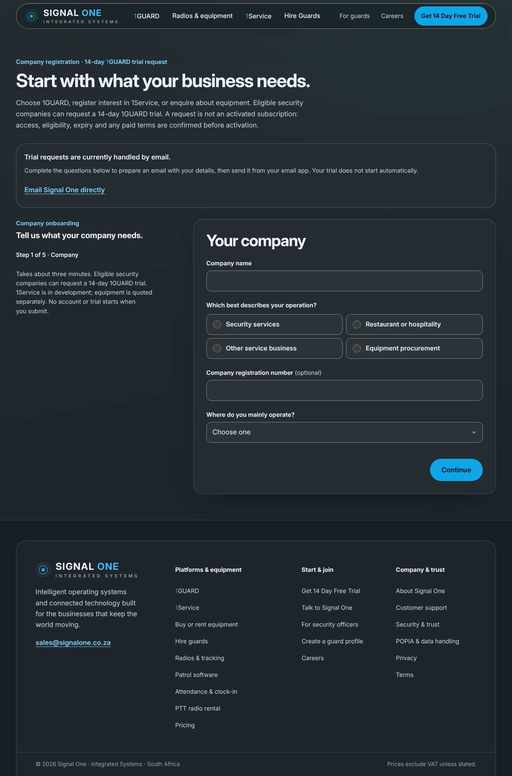 SIGNAL ONE
INTEGRATED SYSTEMS
1GUARD
Radios & equipment
1Service
Hire Guards
For guards
Careers
Get 14 Day Free Trial
Company registration · 14-day 1GUARD trial request
Start with what your business needs.
Choose 1GUARD, register interest in 1Service, or enquire about equipment. Eligible security
companies can request a 14-day 1GUARD trial. A request is not an activated subscription:
access, eligibility, expiry and any paid terms are confirmed before activation.
Trial requests are currently handled by email.
Complete the questions below to prepare an email with your details, then send it from your email app. Your trial does not start automatically.
Email Signal One directly
Company onboarding
Tell us what your company needs.
Step 1 of 5 · Company
Takes about three minutes. Eligible security
companies can request a 14-day 1GUARD trial.
1Service is in development; equipment is quoted
separately. No account or trial starts when
you submit.
Your company
Company name
Which best describes your operation?
Security services
Restaurant or hospitality
Other service business
Equipment procurement
Company registration number (optional)
Where do you mainly operate?
Choose one
Continue
SIGNAL ONE
INTEGRATED SYSTEMS
Intelligent operating systems
and connected technology built
for the businesses that keep the
world moving.
sales@signalone.co.za
Platforms & equipment
1GUARD
1Service
Buy or rent equipment
Hire guards
Radios & tracking
Patrol software
Attendance & clock-in
PTT radio rental
Pricing
Start & join
Get 14 Day Free Trial
Talk to Signal One
For security officers
Create a guard profile
Careers
Company & trust
About Signal One
Customer support
Security & trust
POPIA & data handling
Privacy
Terms
© 2026 Signal One · Integrated Systems · South Africa
Prices exclude VAT unless stated.